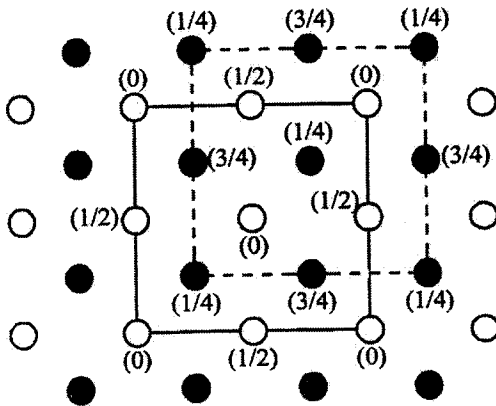 (1/4) (3/4) (1/4)
(0) (1/2) (0)
(3/4) (1/4) (3/4)
(1/2) (0) (1/2)
(1/4) (3/4) (1/4)
(0) (1/2) (0)